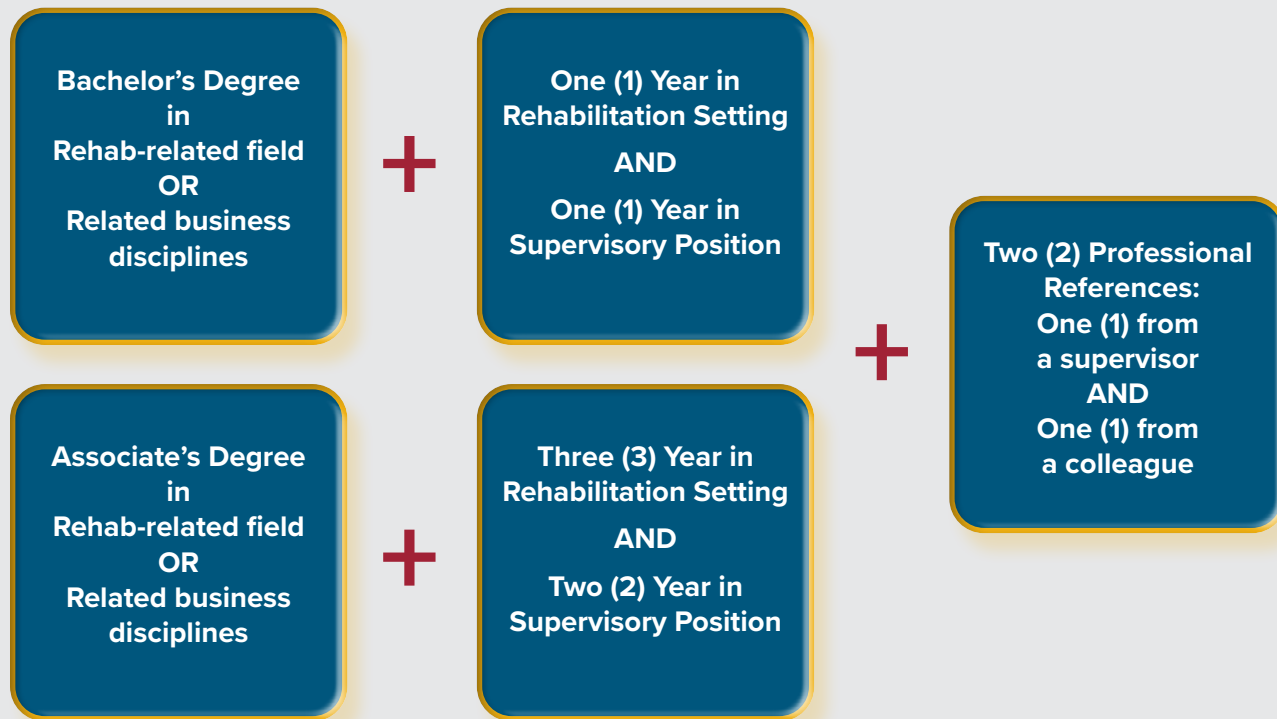 Bachelor’s Degree
in
Rehab-related field
OR
Related business
disciplines
+
One (1) Year in
Rehabilitation Setting
AND
One (1) Year in
Supervisory Position
Associate’s Degree
in
Rehab-related field
OR
Related business
disciplines
+
Three (3) Year in
Rehabilitation Setting
AND
Two (2) Year in
Supervisory Position
+
Two (2) Professional
References:
One (1) from
a supervisor
AND
One (1) from
a colleague